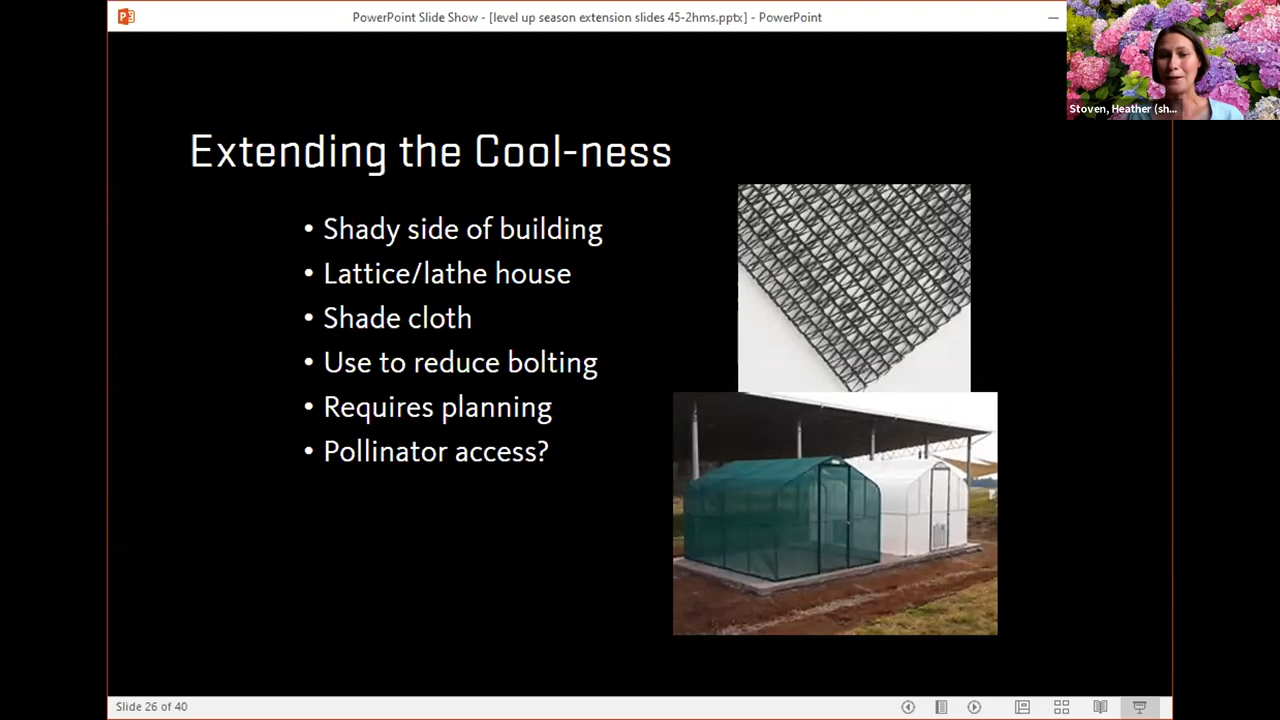 PowerPoint Slide Show - [level up season extension slides 45-2hms.pptx] - PowerPoint
Stoven, Heather (sh...
Extending the Cool-ness
• Shady side of building
• Lattice/lathe house
• Shade cloth
• Use to reduce bolting
• Requires planning
• Pollinator access?
Slide 26 of 40